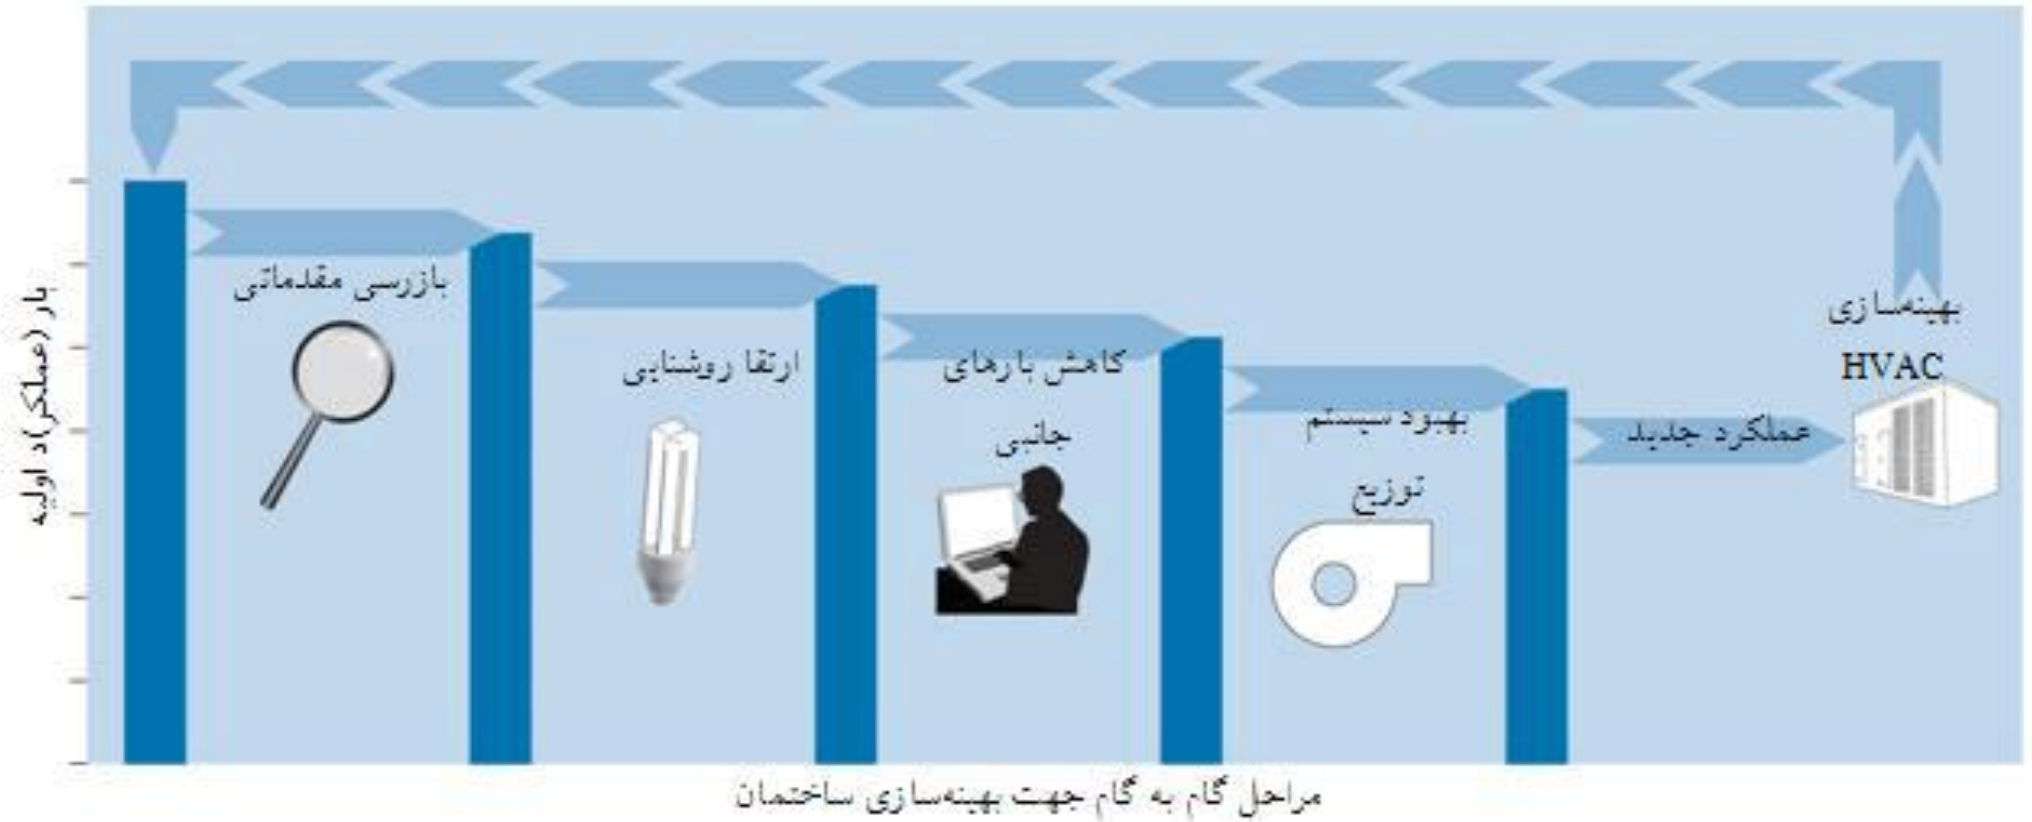 بار (عملکر)د اولیه
بازرسی مقدماتی
ارتقا روشنایی
کاهش بارهای
جانبی
بهبود سیستم
توزیع
عملکرد جدید
بهینه‌سازی
HVAC
مراحل گام به گام جهت بهینه‌سازی ساختمان